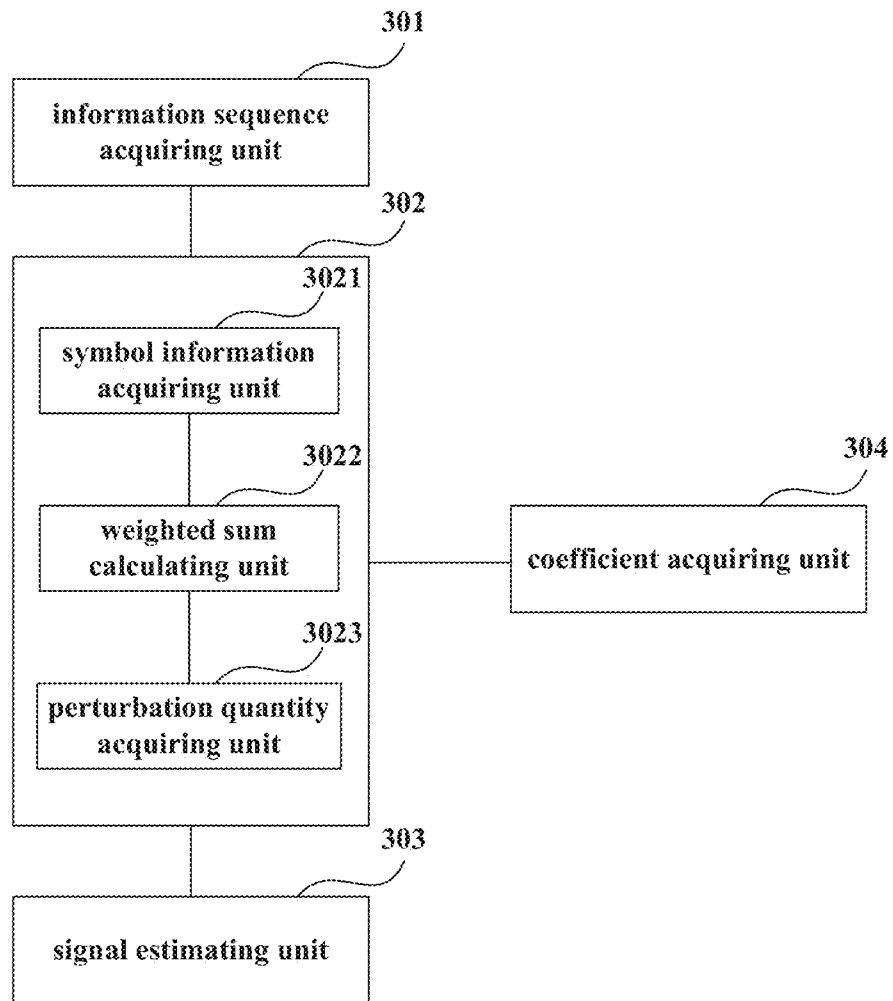 301
information sequence
acquiring unit
302
3021
symbol information
acquiring unit
3022
weighted sum
calculating unit
3023
perturbation quantity
acquiring unit
304
coefficient acquiring unit
303
signal estimating unit